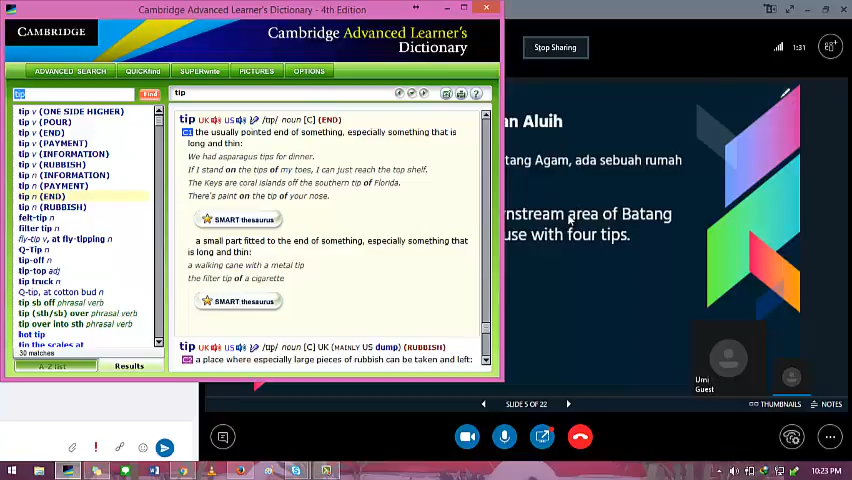 Cambridge Advanced Learner's Dictionary - 4th Edition
CAMBRIDGE
Cambridge Advanced Learner's
Dictionary
ADVANCED SEARCH
QUICKfind
SUPERwrite
PICTURES
OPTIONS
tip
Find
tip
tip v (ONE SIDE HIGHER)
tip v (POUR)
tip v (END)
tip v (PAYMENT)
tip v (INFORMATION)
tip v (RUBBISH)
tip n (INFORMATION)
tip n (PAYMENT)
tip n (END)
tip n (RUBBISH)
felt-tip n
filter tip n
fly-tip v, at fly-tipping n
Q-Tip n
tip-off n
tip-top adj
tip truck n
Q-tip, at cotton bud n
tip sb off phrasal verb
tip (sth/sb) over phrasal verb
tip over into sth phrasal verb
hot tip
tip the scales at
30 matches
A-Z list
Results
tip UK US /tɪp/ noun [C] (END)
C1 the usually pointed end of something, especially something that is
long and thin:
We had asparagus tips for dinner.
If I stand on the tips of my toes, I can just reach the top shelf.
The Keys are coral islands off the southern tip of Florida.
There's paint on the tip of your nose.
SMART thesaurus
a small part fitted to the end of something, especially something that
is long and thin:
a walking cane with a metal tip
the filter tip of a cigarette
SMART thesaurus
tip UK US /tɪp/ noun [C] UK (MAINLY US dump) (RUBBISH)
C2 a place where especially large pieces of rubbish can be taken and left:
Stop Sharing
1:31
an Aluih
tang Agam, ada sebuah rumah
wnstream area of Batang
use with four tips.
Umi
Guest
SLIDE 5 OF 22
THUMBNAILS
NOTES
10:23 PM